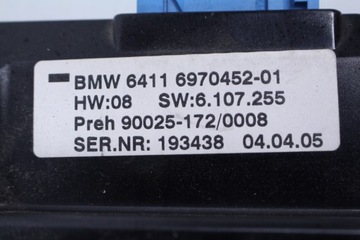 BMW 6411 6970452-01
HW:08 SW:6.107.255
Preh 90025-172/0008
SER.NR: 193438 04.04.05